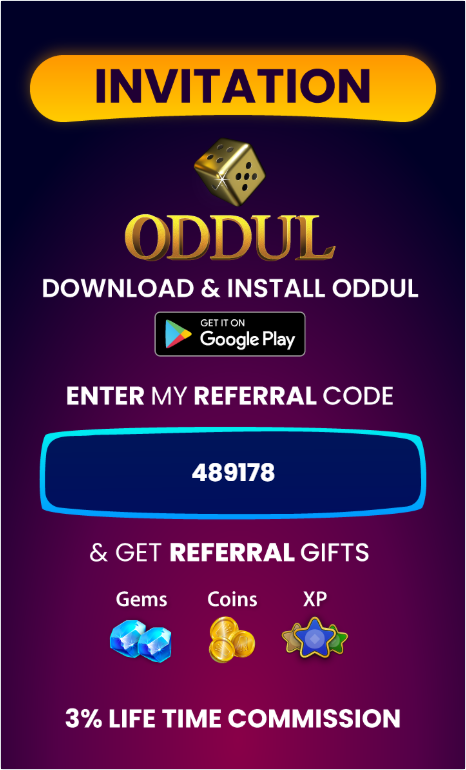 INVITATION
ODDUL
DOWNLOAD & INSTALL ODDUL
GET IT ON
Google Play
ENTER MY REFERRAL CODE
489178
& GET REFERRAL GIFTS
Gems Coins XP
3% LIFE TIME COMMISSION